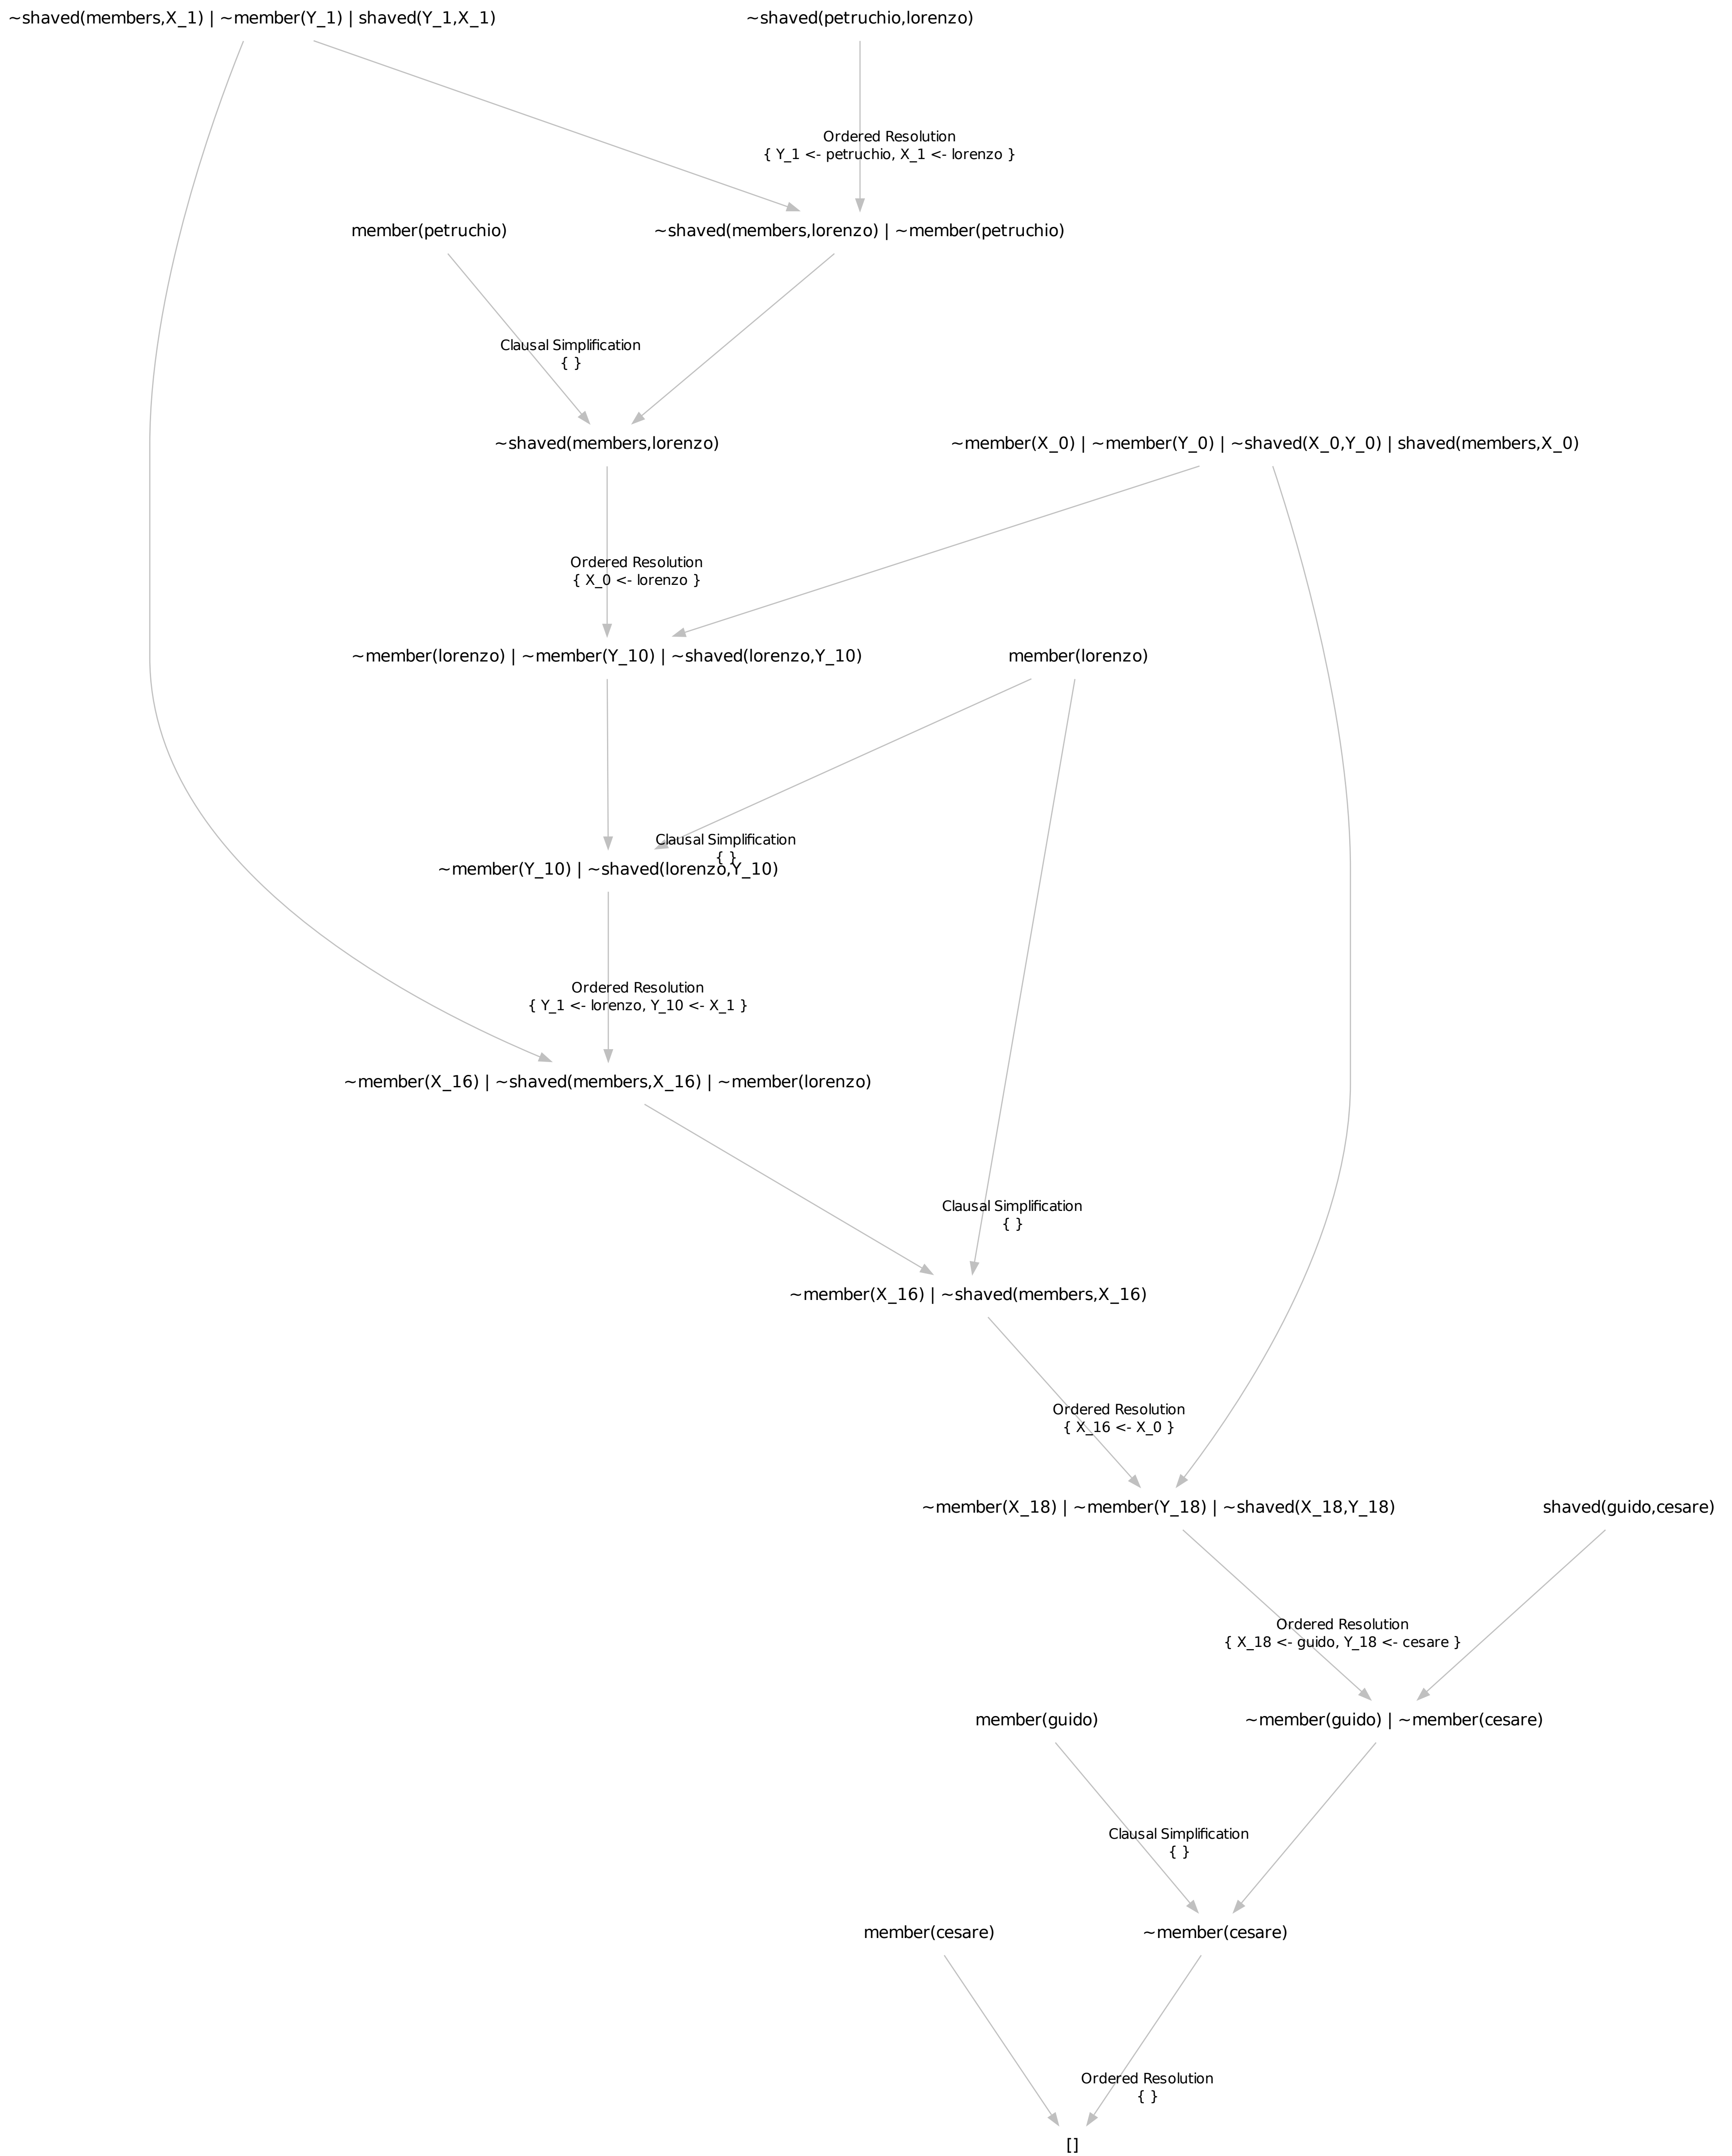 ~shaved(members,X_1) | ~member(Y_1) | shaved(Y_1,X_1)
~shaved(petruchio,lorenzo)
Ordered Resolution
{ Y_1 <- petruchio, X_1 <- lorenzo }
member(petruchio)
~shaved(members,lorenzo) | ~member(petruchio)
Clausal Simplification
{ }
~shaved(members,lorenzo)
~member(X_0) | ~member(Y_0) | ~shaved(X_0,Y_0) | shaved(members,X_0)
Ordered Resolution
{ X_0 <- lorenzo }
~member(lorenzo) | ~member(Y_10) | ~shaved(lorenzo,Y_10)
member(lorenzo)
Clausal Simplification
{ }
~member(Y_10) | ~shaved(lorenzo,Y_10)
Ordered Resolution
{ Y_1 <- lorenzo, Y_10 <- X_1 }
~member(X_16) | ~shaved(members,X_16) | ~member(lorenzo)
Clausal Simplification
{ }
~member(X_16) | ~shaved(members,X_16)
Ordered Resolution
{ X_16 <- X_0 }
~member(X_18) | ~member(Y_18) | ~shaved(X_18,Y_18)
shaved(guido,cesare)
Ordered Resolution
{ X_18 <- guido, Y_18 <- cesare }
member(guido)
~member(guido) | ~member(cesare)
Clausal Simplification
{ }
member(cesare)
~member(cesare)
Ordered Resolution
{ }
[]